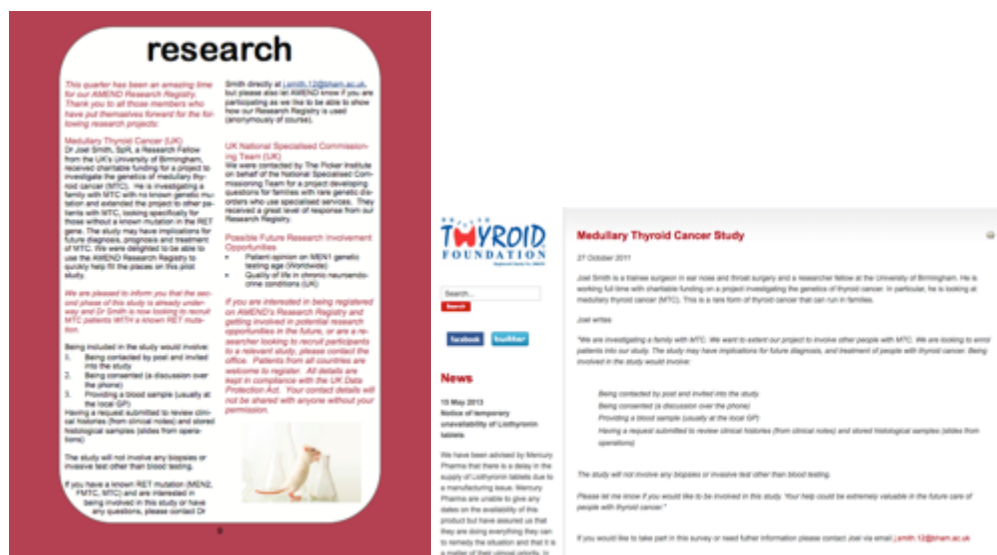 research
This quarter has been an amazing time
for our AMEND Research Registry.
Thank you to all those members who
have put themselves forward for the fol-
lowing research projects:
Medullary Thyroid Cancer (UK)
Dr Joel Smith, SpR, a Research Fellow
from the UK's University of Birmingham,
received charitable funding for a project to
investigate the genetics of medullary thy-
roid cancer (MTC). He is investigating a
family with MTC with no known genetic mu-
tation and extended the project to other pa-
tients with MTC, looking specifically for
those without a known mutation in the RET
gene. The study may have implications for
future diagnosis, prognosis and treatment
of MTC. We were delighted to be able to
use the AMEND Research Registry to
quickly help fill the places on this pilot
study.
We are pleased to inform you that the sec-
ond phase of this study is already under-
way and Dr Smith is now looking to recruit
MTC patients WITH a known RET muta-
tion.
Being included in the study would involve:
1. Being contacted by post and invited
into the study
2. Being consented (a discussion over
the phone)
3. Providing a blood sample (usually at
the local GP)
Having a request submitted to review clini-
cal histories (from clinical notes) and stored
histological samples (slides from opera-
tions)
The study will not involve any biopsies or
invasive test other than blood testing.
If you have a known RET mutation (MEN2,
FMTC, MTC) and are interested in
being involved in this study or have
any questions, please contact Dr
Smith directly at j.smith.12@bham.ac.uk,
but please also let AMEND know if you are
participating as we like to be able to show
how our Research Registry is used
(anonymously of course).
UK National Specialised Commission-
ing Team (UK)
We were contacted by The Picker Institute
on behalf of the National Specialised Com-
missioning Team for a project developing
questions for families with rare genetic dis-
orders who use specialised services. They
received a great level of response from our
Research Registry.
Possible Future Research Involvement
Opportunities
• Patient opinion on MEN1 genetic
testing age (Worldwide)
• Quality of life in chronic neuroendo-
crine conditions (UK)
If you are interested in being registered
on AMEND's Research Registry and
getting involved in potential research
opportunities in the future, or are a re-
searcher looking to recruit participants
to a relevant study, please contact the
office. Patients from all countries are
welcome to register. All details are
kept in compliance with the UK Data
Protection Act. Your contact details will
not be shared with anyone without your
permission.
9
THYROID
FOUNDATION
Search...
Search
facebook twitter
News
15 May 2013
Notice of temporary
unavailability of Liothyronin
tablets
We have been advised by Mercury
Pharma that there is a delay in the
supply of Liothyronin tablets due to
a manufacturing issue. Mercury
Pharma are unable to give any
dates on the availability of this
product but have assured us that
they are doing everything they can
to remedy the situation and that it is
a matter of their utmost priority. In
Medullary Thyroid Cancer Study
27 October 2011
Joel Smith is a trainee surgeon in ear nose and throat surgery and a researcher fellow at the University of Birmingham. He is
working full time with charitable funding on a project investigating the genetics of thyroid cancer. In particular, he is looking at
medullary thyroid cancer (MTC). This is a rare form of thyroid cancer that can run in families.
Joel writes
"We are investigating a family with MTC. We want to extent our project to involve other people with MTC. We are looking to enrol
patients into our study. The study may have implications for future diagnosis, and treatment of people with thyroid cancer. Being
involved in the study would involve:
Being contacted by post and invited into the study.
Being consented (a discussion over the phone)
Providing a blood sample (usually at the local GP)
Having a request submitted to review clinical histories (from clinical notes) and stored histological samples (slides from
operations)
The study will not involve any biopsies or invasive test other than blood testing.
Please let me know if you would like to be involved in this study. Your help could be extremely valuable in the future care of
people with thyroid cancer."
If you would like to take part in this survey or need futher information please contact Joel via email j.smith.12@bham.ac.uk